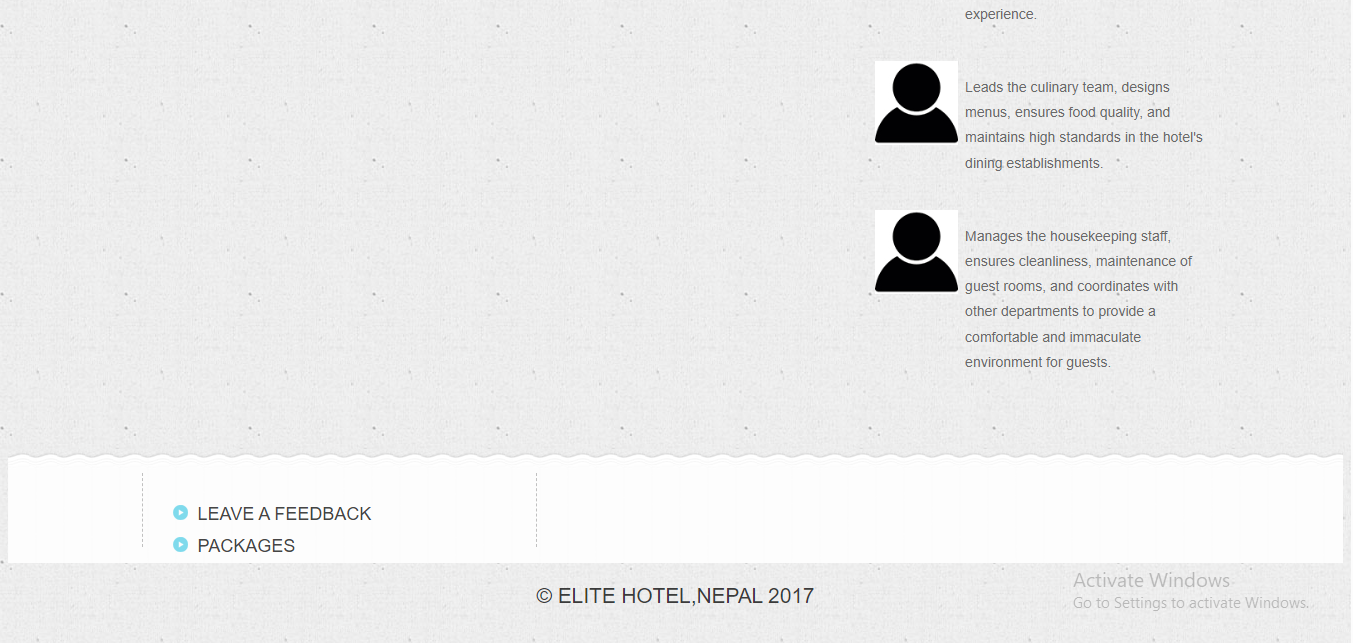 experience.
Leads the culinary team, designs
menus, ensures food quality, and
maintains high standards in the hotel's
dining establishments.
Manages the housekeeping staff,
ensures cleanliness, maintenance of
guest rooms, and coordinates with
other departments to provide a
comfortable and immaculate
environment for guests.
LEAVE A FEEDBACK
PACKAGES
© ELITE HOTEL,NEPAL 2017
Activate Windows
Go to Settings to activate Windows.